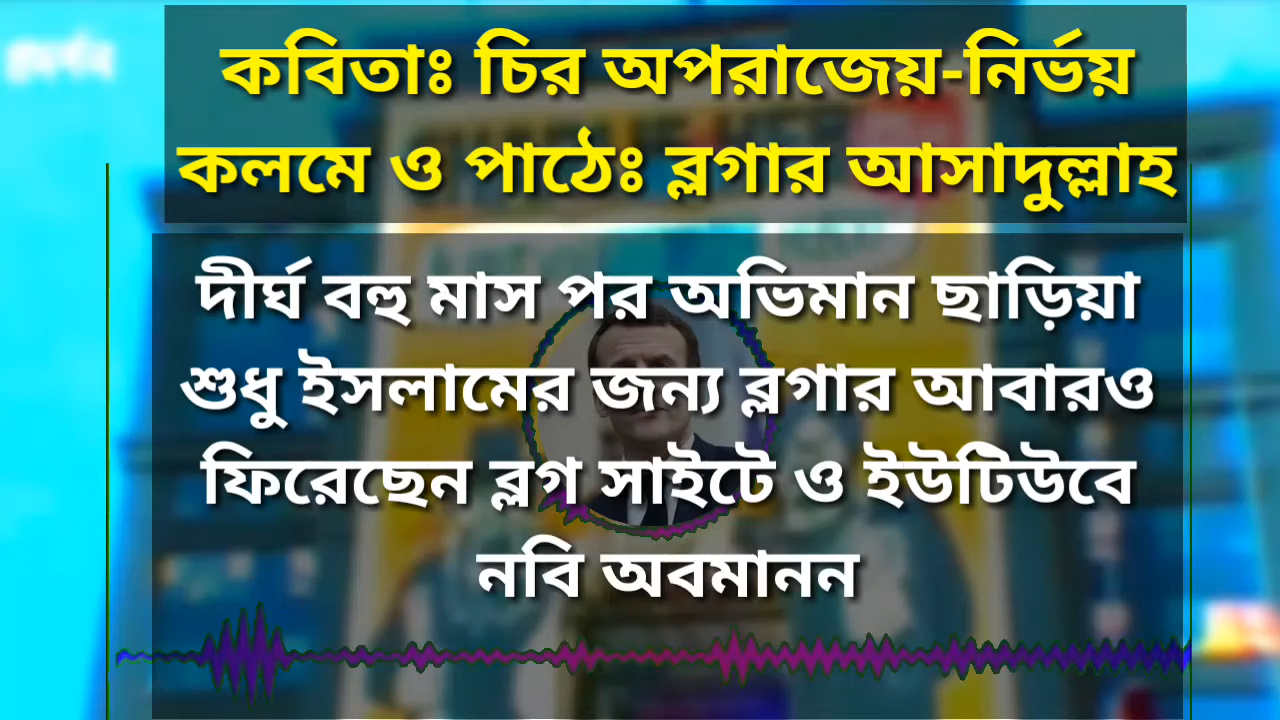 কবিতাঃ চির অপরাজেয়-নির্ভয়
কলমে ও পাঠেঃ ব্লগার আসাদুল্লাহ
দীর্ঘ বহু মাস পর অভিমান ছাড়িয়া
শুধু ইসলামের জন্য ব্লগার আবারও
ফিরেছেন ব্লগ সাইটে ও ইউটিউবে
নবি অবমানন